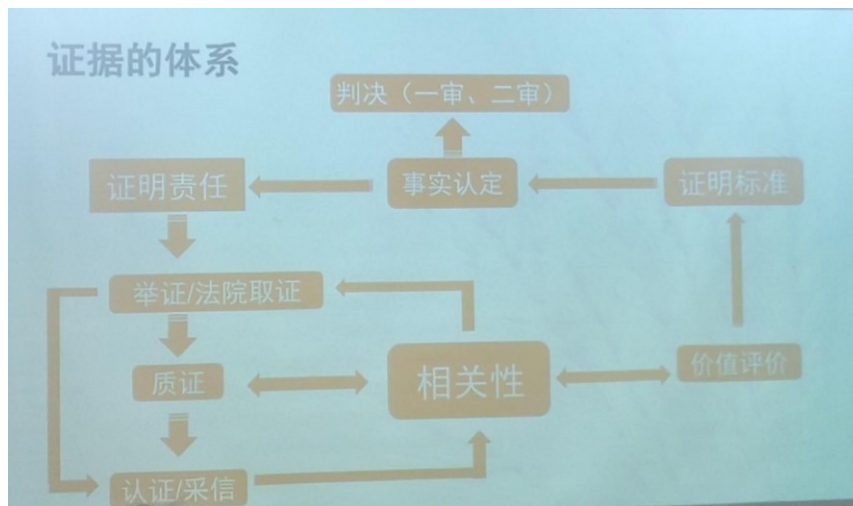 证据的体系
判决（一审、二审）
证明责任
事实认定
证明标准
举证/法院取证
质证
相关性
价值评价
认证/采信